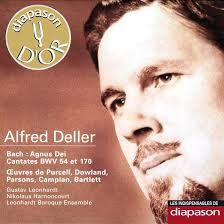 diapason
D'OR
Alfred Deller
Bach : Agnus Dei
Cantates BWV 54 et 170
Œuvres de Purcell, Dowland,
Parsons, Campian, Bartlett
Gustav Leonhardt
Nikolaus Harnoncourt
Leonhardt Baroque Ensemble
LES INDISPENSABLES DE
diapason